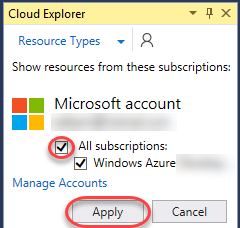 Cloud Explorer
Resource Types
Show resources from these subscriptions:
Microsoft account
All subscriptions:
Windows Azure
Manage Accounts
Apply Cancel